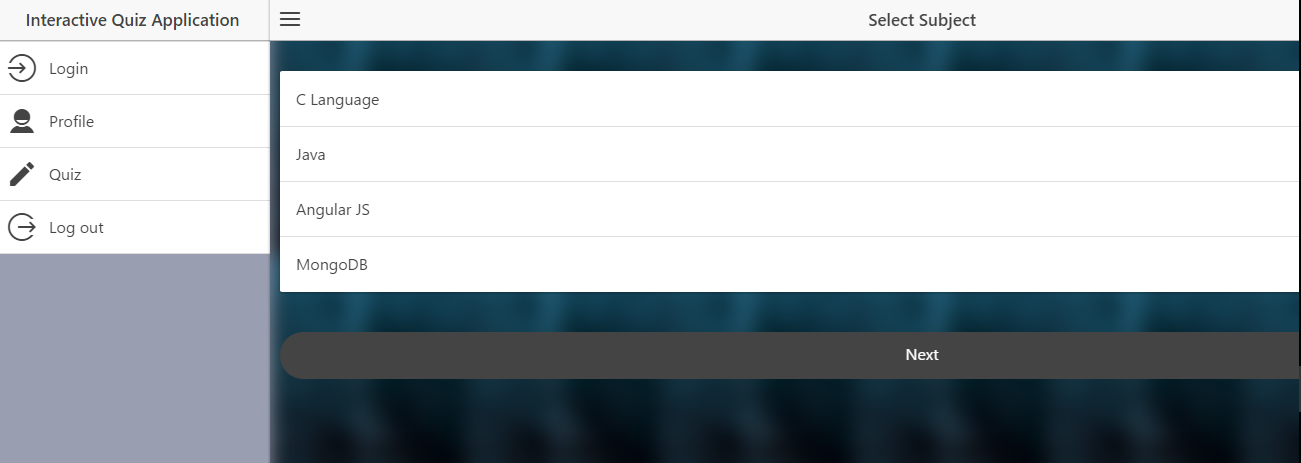 Interactive Quiz Application
Select Subject
Login
Profile
Quiz
Log out
C Language
Java
Angular JS
MongoDB
Next